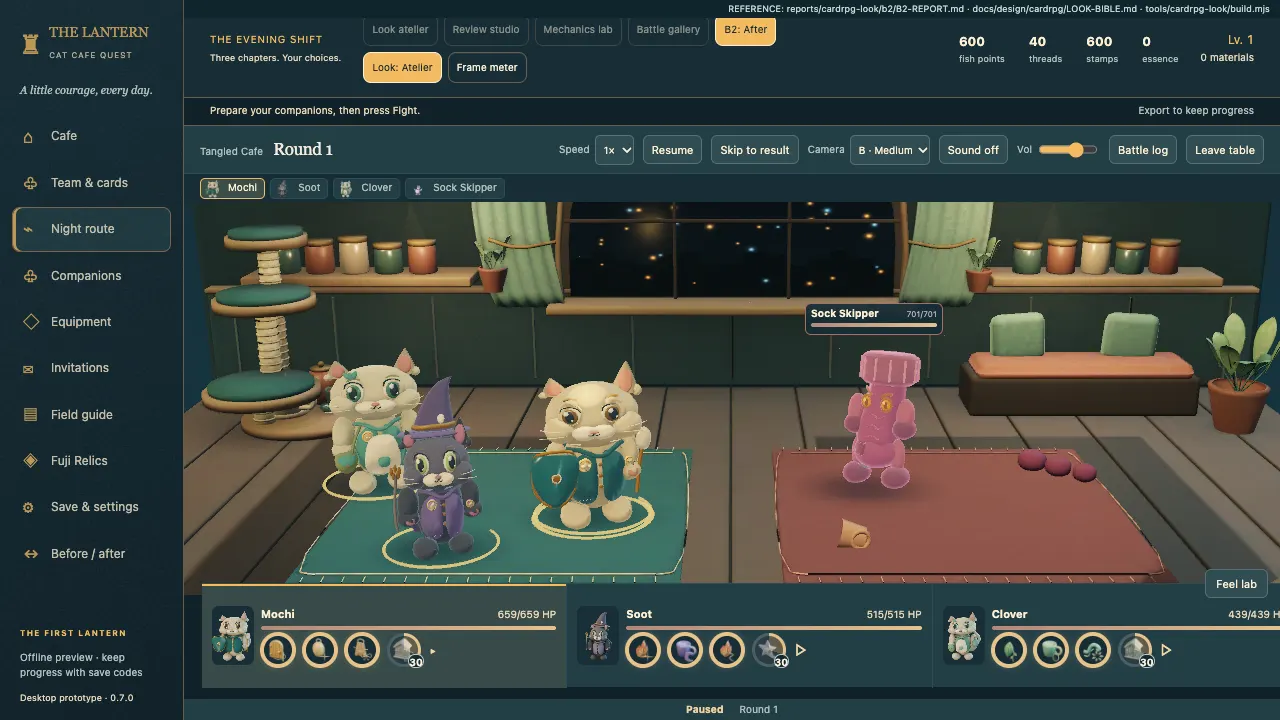 REFERENCE: reports/cardrpg-look/b2/B2-REPORT.md · docs/design/cardrpg/LOOK-BIBLE.md · tools/cardrpg-look/build.mjs
THE LANTERN
CAT CAFE QUEST
A little courage, every day.
Cafe
Team & cards
Night route
Companions
Equipment
Invitations
Field guide
Fuji Relics
Save & settings
Before / after
THE FIRST LANTERN
Offline preview · keep
progress with save codes
Desktop prototype · 0.7.0
THE EVENING SHIFT
Three chapters. Your choices.
Look atelier
Review studio
Mechanics lab
Battle gallery
B2: After
Look: Atelier
Frame meter
600
fish points
40
threads
600
stamps
0
essence
Lv. 1
0 materials
Prepare your companions, then press Fight.
Export to keep progress
Tangled Cafe
Round 1
Speed
1×
Resume
Skip to result
Camera
B · Medium
Sound off
Vol
Battle log
Leave table
Mochi
Soot
Clover
Sock Skipper
Sock Skipper
701/701
Feel lab
Mochi
659/659 HP
30
Soot
515/515 HP
30
Clover
439/439 H
30
Paused
Round 1